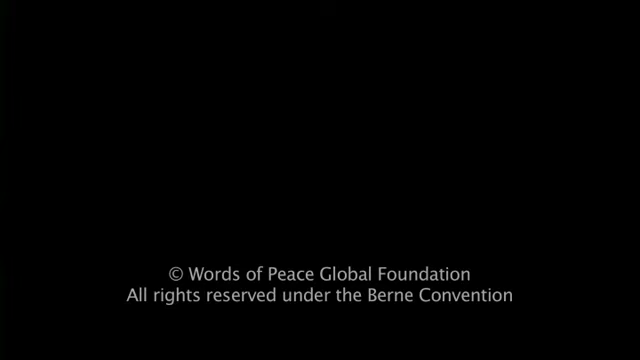 © Words of Peace Global Foundation
All rights reserved under the Berne Convention